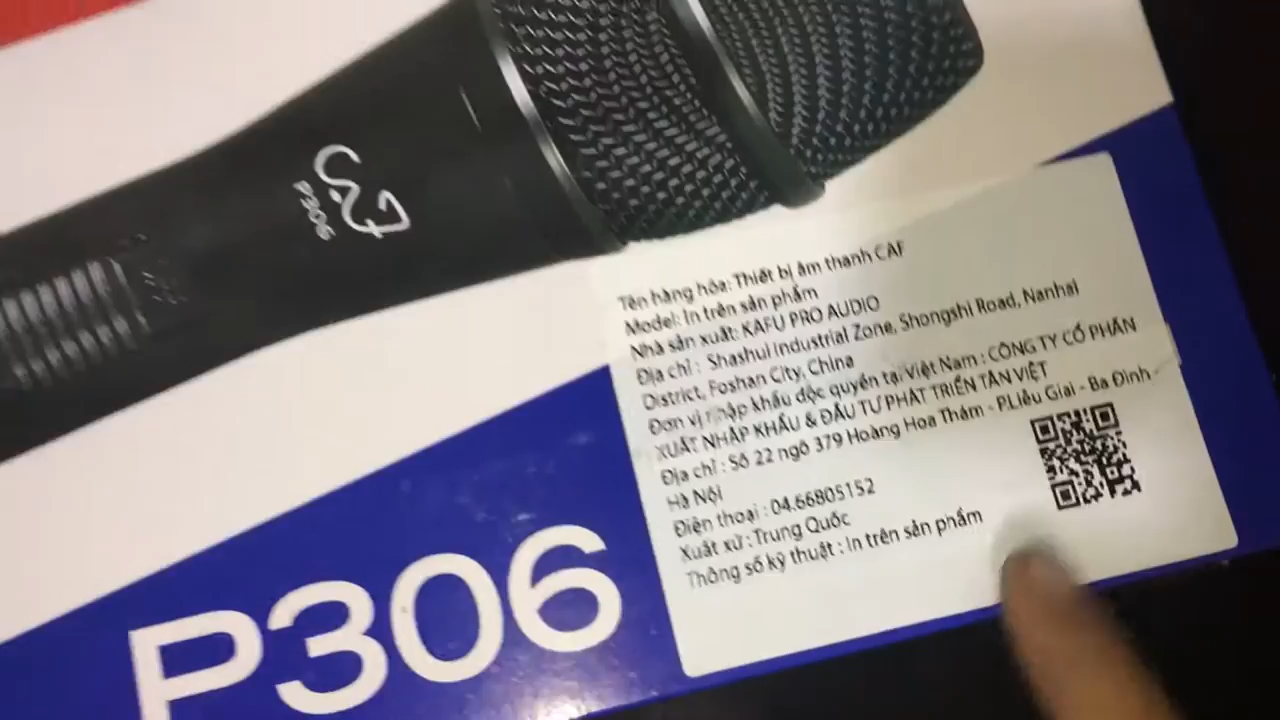 P306
Tên hàng hóa: Thiết bị âm thanh CAF
Model: In trên sản phẩm
Nhà sản xuất: KAFU PRO AUDIO
Địa chỉ : Shashui Industrial Zone, Shongshi Road, Nanhai
District, Foshan City, China
Đơn vị nhập khẩu độc quyền tại Việt Nam : CÔNG TY CỔ PHẦN
XUẤT NHẬP KHẨU & ĐẦU TƯ PHÁT TRIỂN TÂN VIỆT
Địa chỉ : Số 22 ngõ 379 Hoàng Hoa Thám - P.Liễu Giai - Ba Đình -
Hà Nội
Điện thoại : 04.66805152
Xuất xứ : Trung Quốc
Thông số kỹ thuật : In trên sản phẩm
P306